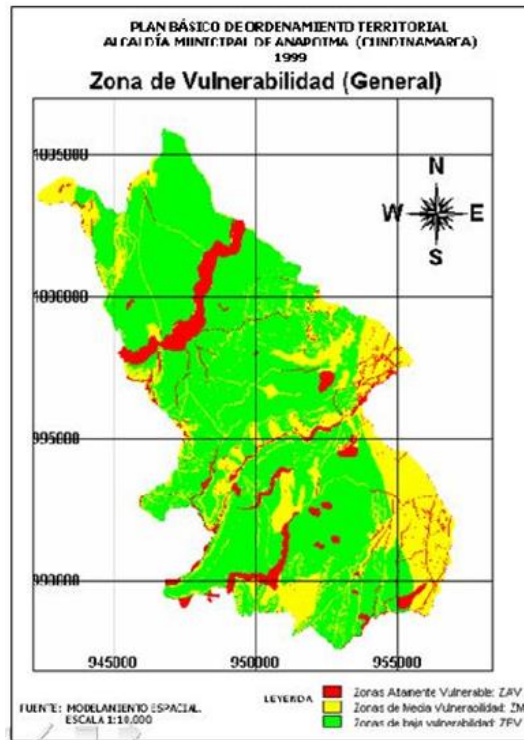 PLAN BÁSICO DE ORDENAMIENTO TERRITORIAL
ALCALDÍA MUNICIPAL DE ANAPOIMA (CUNDINAMARCA)
1999
Zona de Vulnerabilidad (General)
1005000
N
W E
S
1000000
995000
990000
945000 950000 955000
LEYENDA
Zonas Altamente Vulnerable: ZAV
Zonas de Media Vulnerabilidad: ZM
Zonas de baja vulnerabilidad: ZBV
FUENTE: MODELAMIENTO ESPACIAL.
ESCALA 1:10.000